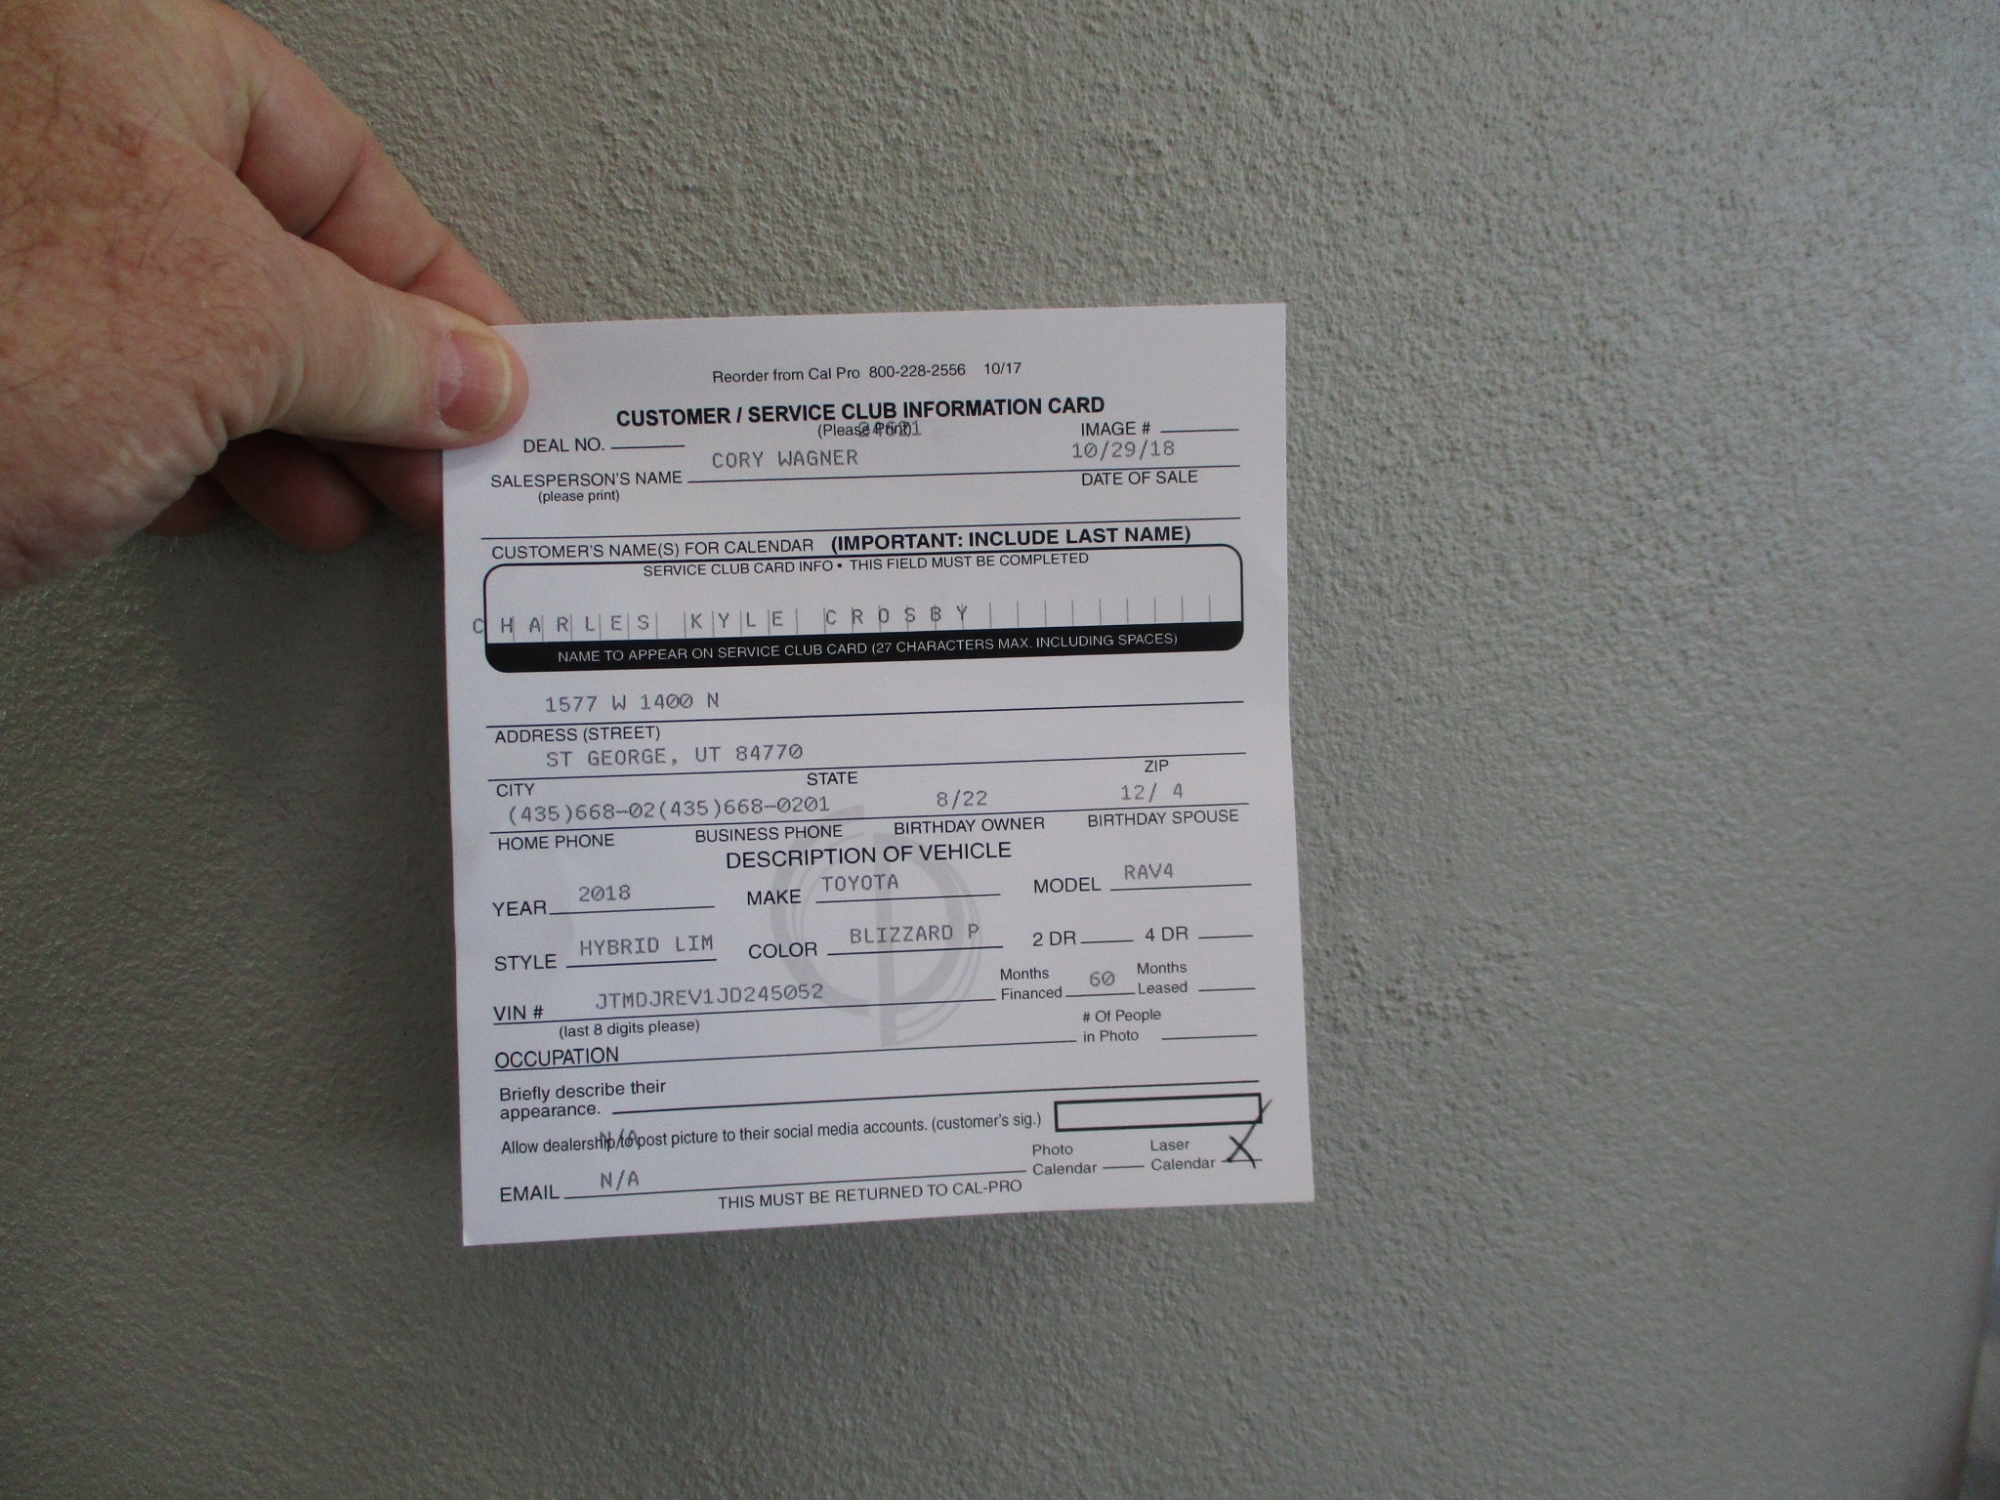 Reorder from Cal Pro 800-228-2556 10/17
CUSTOMER / SERVICE CLUB INFORMATION CARD
(Please Print)
DEAL NO. IMAGE #
CORY WAGNER 10/29/18
SALESPERSON'S NAME DATE OF SALE
(please print)
CUSTOMER'S NAME(S) FOR CALENDAR (IMPORTANT: INCLUDE LAST NAME)
SERVICE CLUB CARD INFO • THIS FIELD MUST BE COMPLETED
CHARLES KYLE CROSBY
NAME TO APPEAR ON SERVICE CLUB CARD (27 CHARACTERS MAX. INCLUDING SPACES)
1577 W 1400 N
ADDRESS (STREET)
ST GEORGE, UT 84770
CITY STATE ZIP
(435)668-02(435)668-0201 8/22 12/ 4
HOME PHONE BUSINESS PHONE BIRTHDAY OWNER BIRTHDAY SPOUSE
DESCRIPTION OF VEHICLE
YEAR 2018 MAKE TOYOTA MODEL RAV4
STYLE HYBRID LIM COLOR BLIZZARD P 2 DR 4 DR
VIN # JTMDJREV1JD245052 Months Financed 60 Months Leased
(last 8 digits please)
# Of People in Photo
OCCUPATION
Briefly describe their
appearance.
Allow dealership to post picture to their social media accounts. (customer's sig.)
N/A
Photo Calendar Laser Calendar X
EMAIL N/A
THIS MUST BE RETURNED TO CAL-PRO